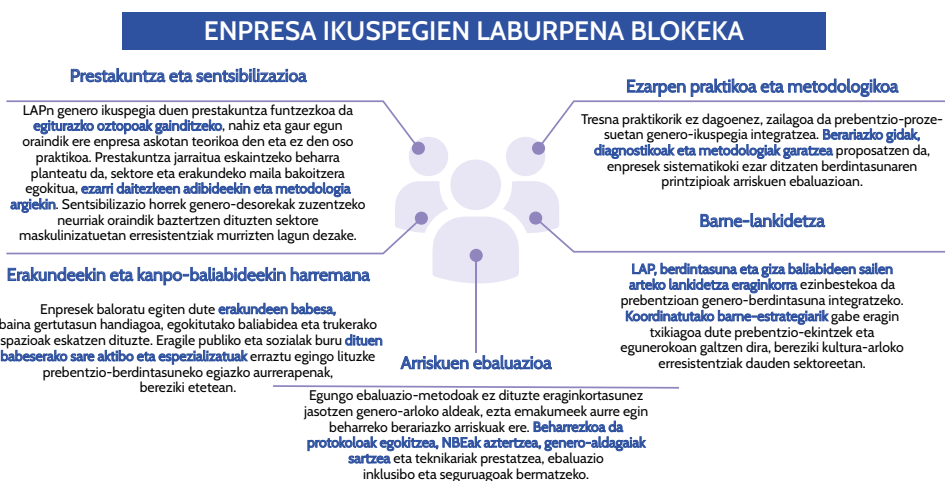 ENPRESA IKUSPEGIEN LABURPENA BLOKEKA
Prestakuntza eta sentsibilizazioa
LAPn genero ikuspegia duen prestakuntza funtzezkoa da
egiturazko oztopoak gainditzeko, nahiz eta gaur egun
oraindik ere enpresa askotan teorikoa den eta ez den oso
praktikoa. Prestakuntza jarraitua eskaintzeko beharra
planteatu da, sektore eta erakundeko maila bakoitzera
egokitua, ezarri daitezkeen adibideekin eta metodologia
argiekin. Sentsibilizazio horrek genero-desorekak zuzentzeko
neurriak oraindik baztertzen dituzten sektore
maskulinizatuetan erresistentziak murrizten lagun dezake.
Erakundeekin eta kanpo-baliabideekin harremana
Enpresek baloratu egiten dute erakundeen babesa,
baina gertutasun handiagoa, egokitutako baliabidea eta trukerako
spazioak eskatzen dituzte. Eragile publiko eta sozialak buru dituen
babeserako sare aktibo eta espezializatuak erraztu egingo lituzke
prebentzio-berdintasuneko egiazko aurrerapenak,
bereziki etetean.
Arriskuen ebaluazioa
Egungo ebaluazio-metodoak ez dituzte eraginkortasunez
jasotzen genero-arloko aldeak, ezta emakumeek aurre egin
beharreko berariazko arriskuak ere. Beharrezkoa da
protokoloak egokitzea, NBEak aztertzea, genero-aldagaiak
sartzea eta teknikariak prestatzea, ebaluazio
inklusibo eta seguruagoak bermatzeko.
Ezarpen praktikoa eta metodologikoa
Tresna praktikorik ez dagoenez, zailagoa da prebentzio-proze-
suetan genero-ikuspegia integratzea. Berariazko gidak,
diagnostikoak eta metodologiak garatzea proposatzen da,
enpresek sistematikoki ezar ditzaten berdintasunaren
printzipioak arriskuen ebaluazioan.
Barne-lankidetza
LAP, berdintasuna eta giza baliabideen sailen
arteko lankidetza eraginkorra ezinbestekoa da
prebentzioan genero-berdintasuna integratzeko.
Koordinatutako barne-estrategiarik gabe eragin
txikiagoa dute prebentzio-ekintzek eta
egunerokoan galtzen dira, bereziki kultura-arloko
erresistentziak dauden sektoreetan.